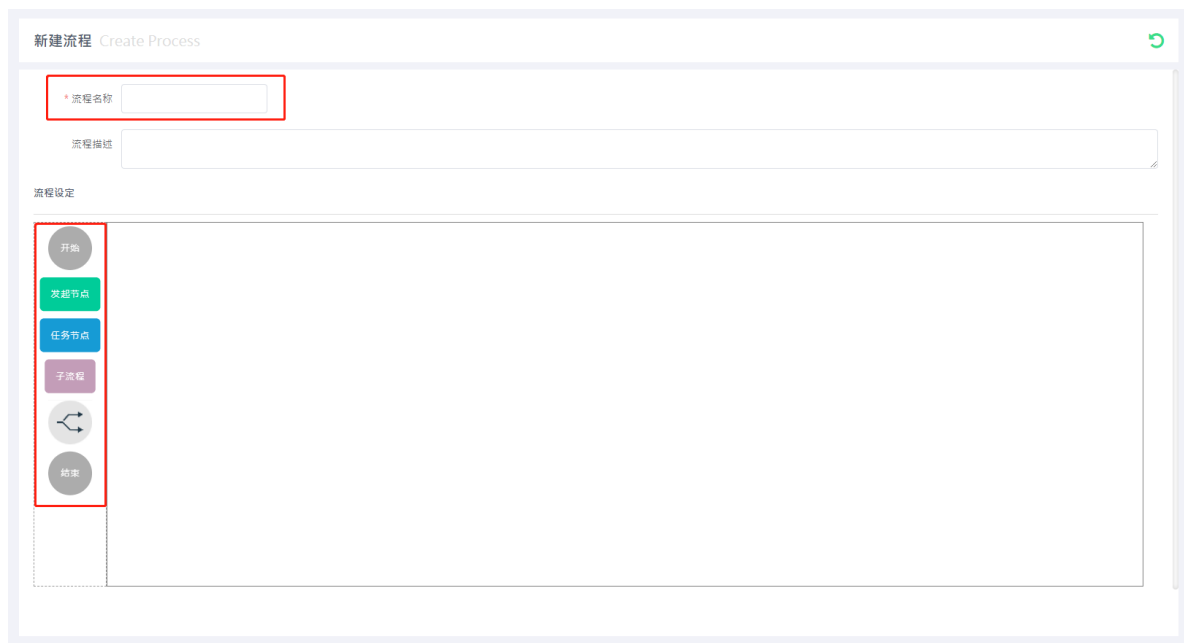 新建流程 Create Process
* 流程名称
流程描述
流程设定
开始
发起节点
任务节点
子流程
结束